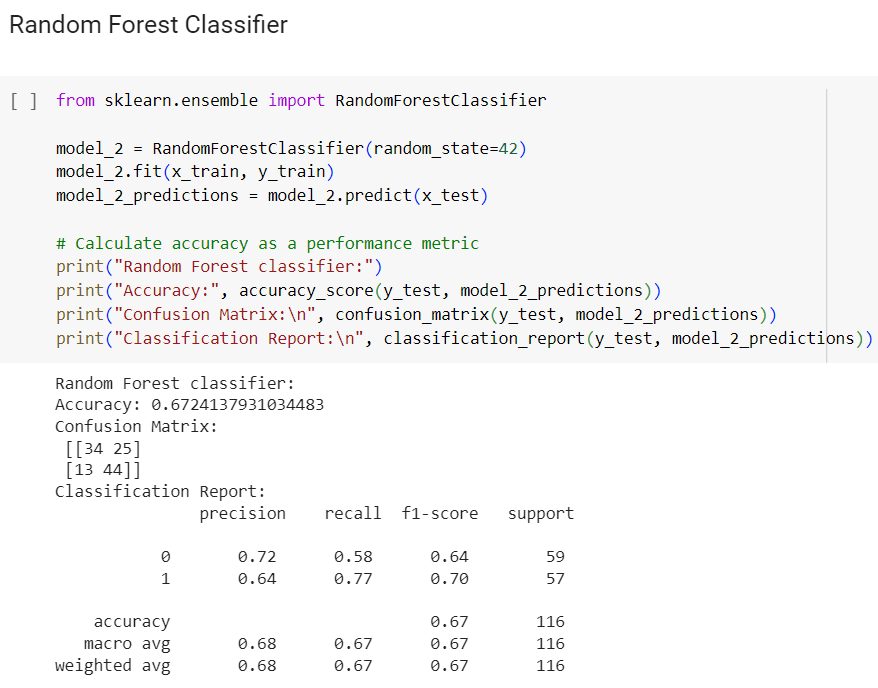 Random Forest Classifier
[ ] from sklearn.ensemble import RandomForestClassifier
model_2 = RandomForestClassifier(random_state=42)
model_2.fit(x_train, y_train)
model_2_predictions = model_2.predict(x_test)
# Calculate accuracy as a performance metric
print("Random Forest classifier:")
print("Accuracy:", accuracy_score(y_test, model_2_predictions))
print("Confusion Matrix:\n", confusion_matrix(y_test, model_2_predictions))
print("Classification Report:\n", classification_report(y_test, model_2_predictions))
Random Forest classifier:
Accuracy: 0.6724137931034483
Confusion Matrix:
[[34 25]
[13 44]]
Classification Report:
precision recall f1-score support
0 0.72 0.58 0.64 59
1 0.64 0.77 0.70 57
accuracy 0.67 116
macro avg 0.68 0.67 0.67 116
weighted avg 0.68 0.67 0.67 116